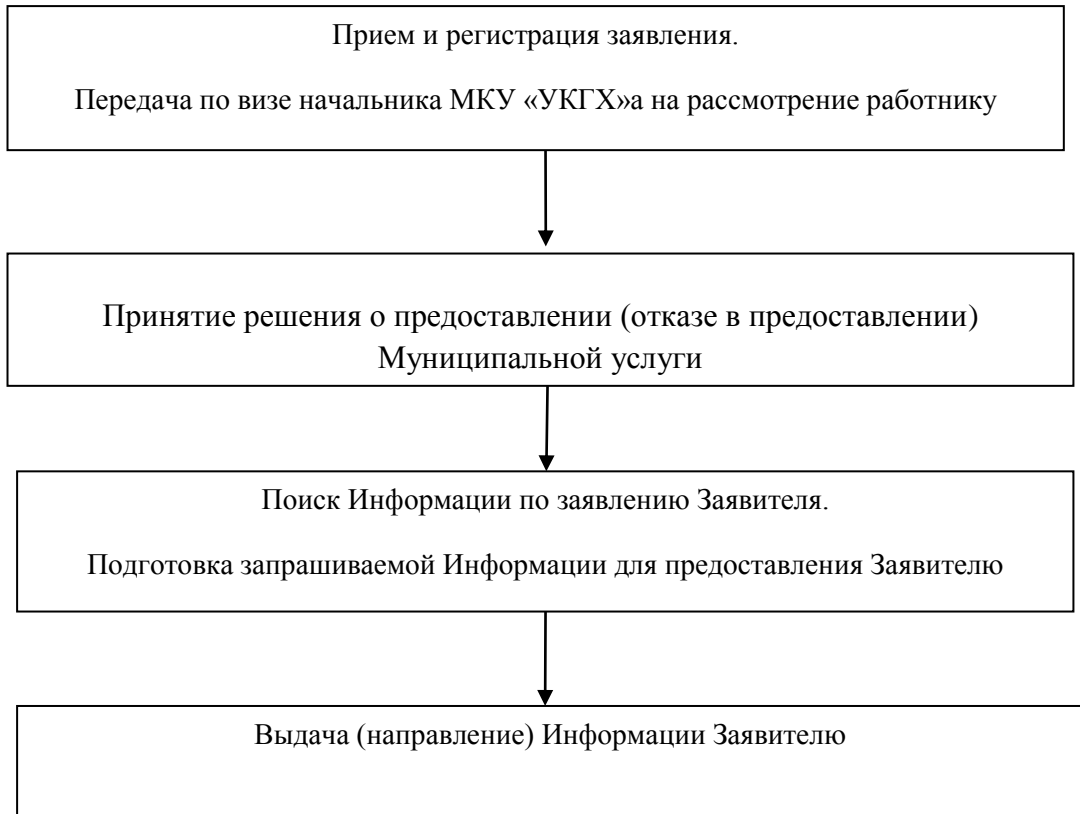 Прием и регистрация заявления.
Передача по визе начальника МКУ «УКГХ»а на рассмотрение работнику
Принятие решения о предоставлении (отказе в предоставлении)
Муниципальной услуги
Поиск Информации по заявлению Заявителя.
Подготовка запрашиваемой Информации для предоставления Заявителю
Выдача (направление) Информации Заявителю